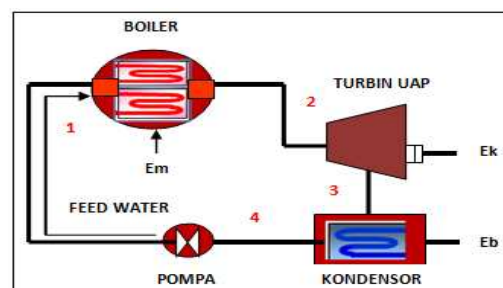 BOILER
TURBIN UAP
2
1
Em
Ek
3
FEED WATER
4
Eb
POMPA
KONDENSOR